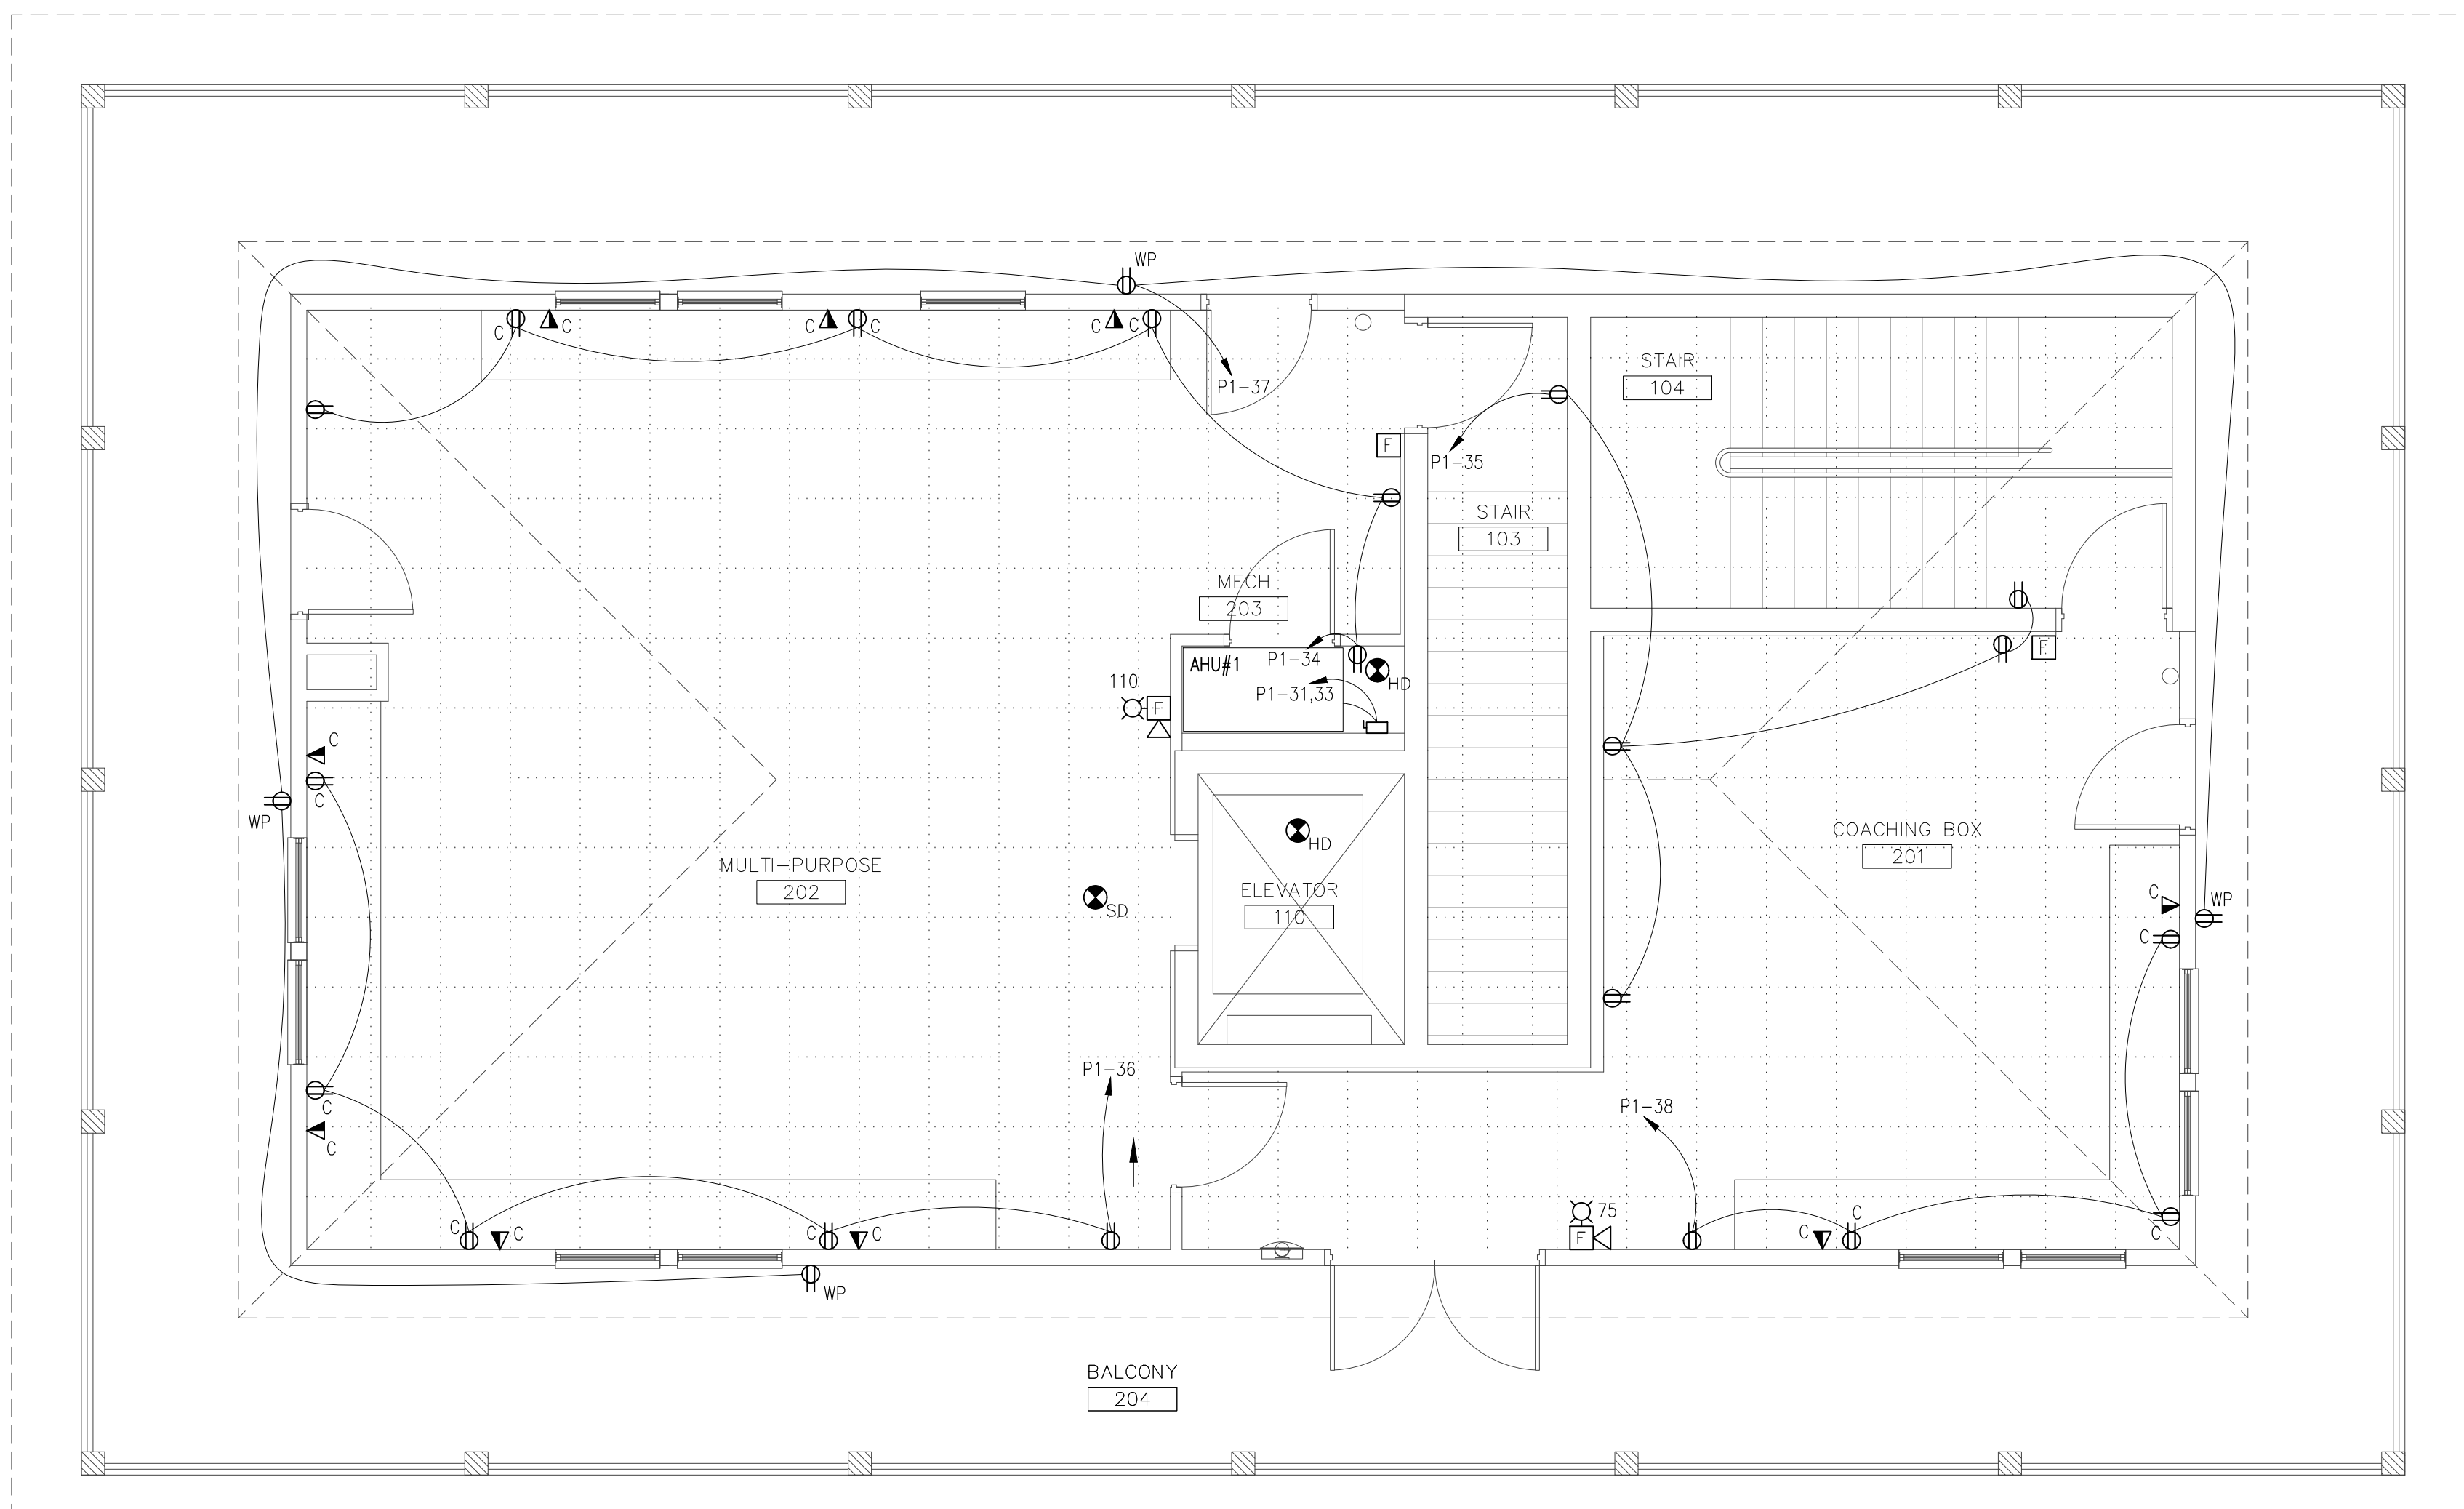 WP
C
C
C
C
C
C
P1-37
STAIR
104
F
P1-35
STAIR
103
MECH
203
AHU#1
P1-34
F
HD
P1-31,33
110
F
C
C
WP
COACHING BOX
201
HD
MULTI-PURPOSE
202
ELEVATOR
110
SD
C
WP
C
P1-36
C
C
P1-38
75
F
C
C
C
C
C
C
C
WP
BALCONY
204